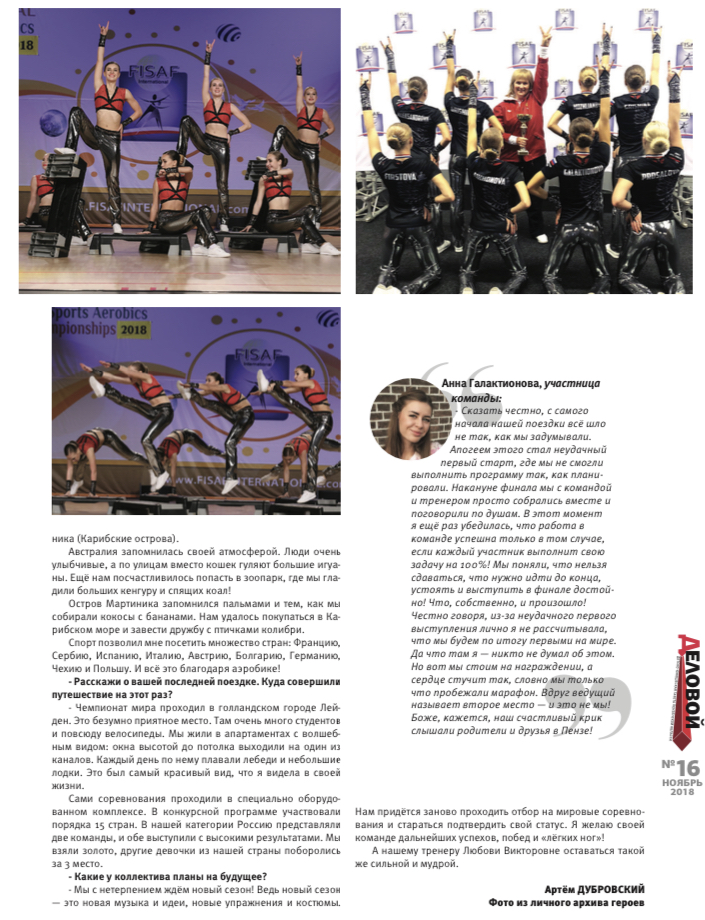 AL
BICS
18
FISAF
International
.FISAF INTERNATIONAL.com
FIRSTOVA
GALAKTIONOVA
PROSALOVA
ports Aerobics
mpionships 2018
FISAF
International
www.FISAF INTERNATIONAL.
ника (Карибские острова).
Австралия запомнилась своей атмосферой. Люди очень
улыбчивые, а по улицам вместо кошек гуляют большие игуа-
ны. Ещё нам посчастливилось попасть в зоопарк, где мы гла-
дили больших кенгуру и спящих коал!
Остров Мартиника запомнился пальмами и тем, как мы
собирали кокосы с бананами. Нам удалось покупаться в Ка-
рибском море и завести дружбу с птичками колибри.
Спорт позволил мне посетить множество стран: Францию,
Сербию, Испанию, Италию, Австрию, Болгарию, Германию,
Чехию и Польшу. И всё это благодаря аэробике!
- Расскажи о вашей последней поездке. Куда совершили
путешествие на этот раз?
- Чемпионат мира проходил в голландском городе Лей-
ден. Это безумно приятное место. Там очень много студентов
и повсюду велосипеды. Мы жили в апартаментах с волшеб-
ным видом: окна высотой до потолка выходили на один из
каналов. Каждый день по нему плавали лебеди и небольшие
лодки. Это был самый красивый вид, что я видела в своей
жизни.
Сами соревнования проходили в специально оборудо-
ванном комплексе. В конкурсной программе участвовали
порядка 15 стран. В нашей категории Россию представляли
две команды, и обе выступили с высокими результатами. Мы
взяли золото, другие девочки из нашей страны поборолись
за 3 место.
- Какие у коллектива планы на будущее?
- Мы с нетерпением ждём новый сезон! Ведь новый сезон
— это новая музыка и идеи, новые упражнения и костюмы.
Анна Галактионова, участница
команды:
- Сказать честно, с самого
начала нашей поездки всё шло
не так, как мы задумывали.
Апогеем этого стал неудачный
первый старт, где мы не смогли
выполнить программу так, как плани-
ровали. Накануне финала мы с командой
и тренером просто собрались вместе и
поговорили по душам. В этот момент
я ещё раз убедилась, что работа в
команде успешна только в том случае,
если каждый участник выполнит свою
задачу на 100%! Мы поняли, что нельзя
сдаваться, что нужно идти до конца,
устоять и выступить в финале достой-
но! Что, собственно, и произошло!
Честно говоря, из-за неудачного первого
выступления лично я не рассчитывала,
что мы будем по итогу первыми на мире.
Да что там я — никто не думал об этом.
Но вот мы стоим на награждении, а
сердце стучит так, словно мы только
что пробежали марафон. Вдруг ведущий
называет второе место — и это не мы!
Боже, кажется, наш счастливый крик
слышали родители и друзья в Пензе!
Нам придётся заново проходить отбор на мировые соревно-
вания и стараться подтвердить свой статус. Я желаю своей
команде дальнейших успехов, побед и «лёгких ног»!
А нашему тренеру Любови Викторовне оставаться такой
же сильной и мудрой.
Артём ДУБРОВСКИЙ
Фото из личного архива героев
ДЕЛОВОЙ
№16
НОЯБРЬ
2018